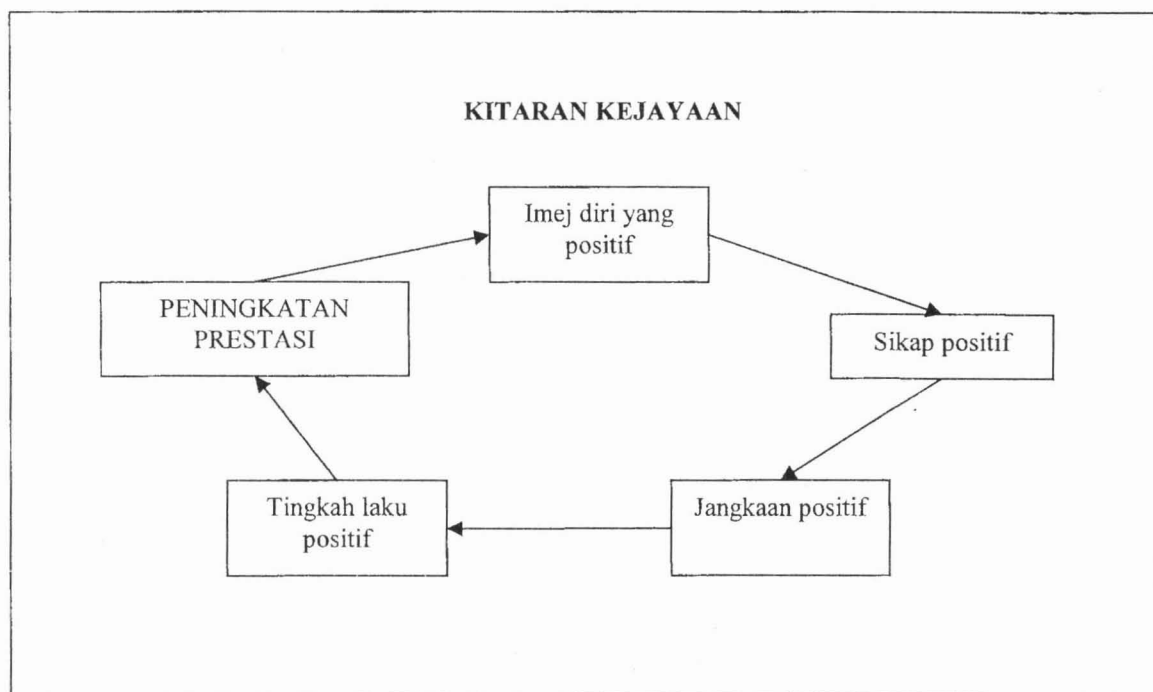 KITARAN KEJAYAAN
Imej diri yang
positif
Sikap positif
Jangkaan positif
Tingkah laku
positif
PENINGKATAN
PRESTASI